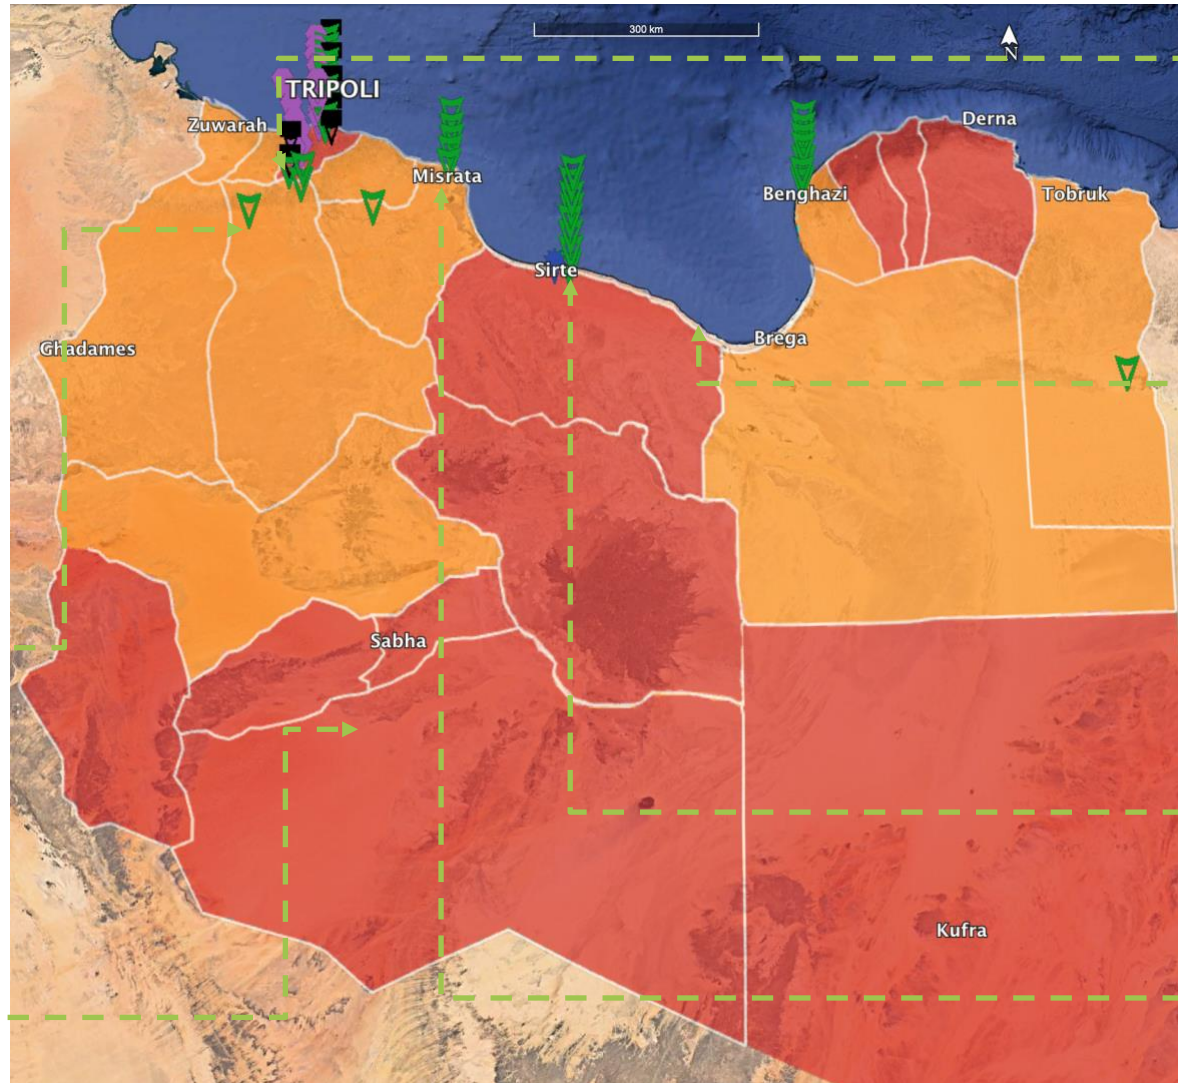 300 km
N
TRIPOLI
Zuwarah
Derna
Misrata
Benghazi
Tobruk
Sirte
Brega
Ghadames
Sabha
Kufra